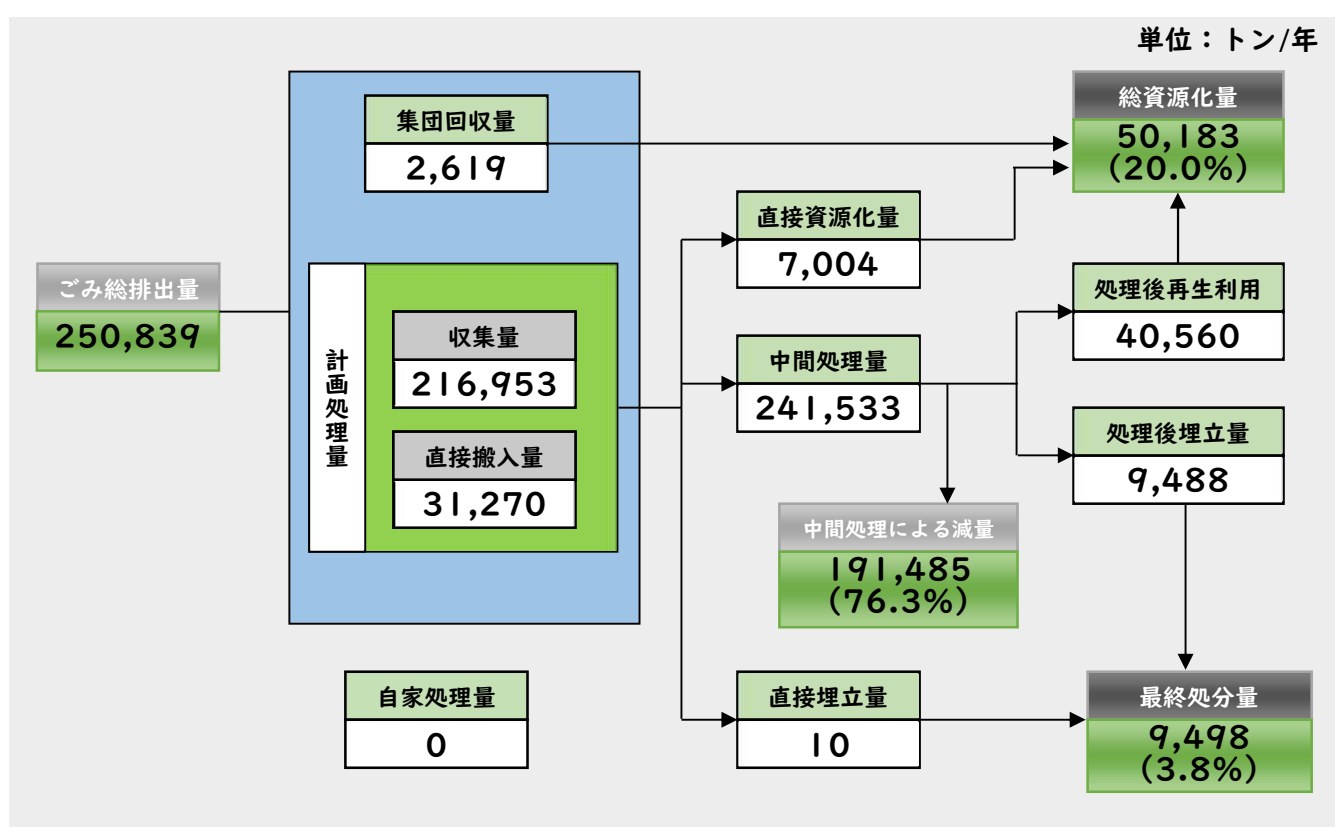 単位：トン/年
ごみ総排出量
250,839
集団回収量
2,619
計画処理量
収集量
216,953
直接搬入量
31,270
自家処理量
0
直接資源化量
7,004
中間処理量
241,533
中間処理による減量
191,485
(76.3%)
直接埋立量
10
総資源化量
50,183
(20.0%)
処理後再生利用
40,560
処理後埋立量
9,488
最終処分量
9,498
(3.8%)